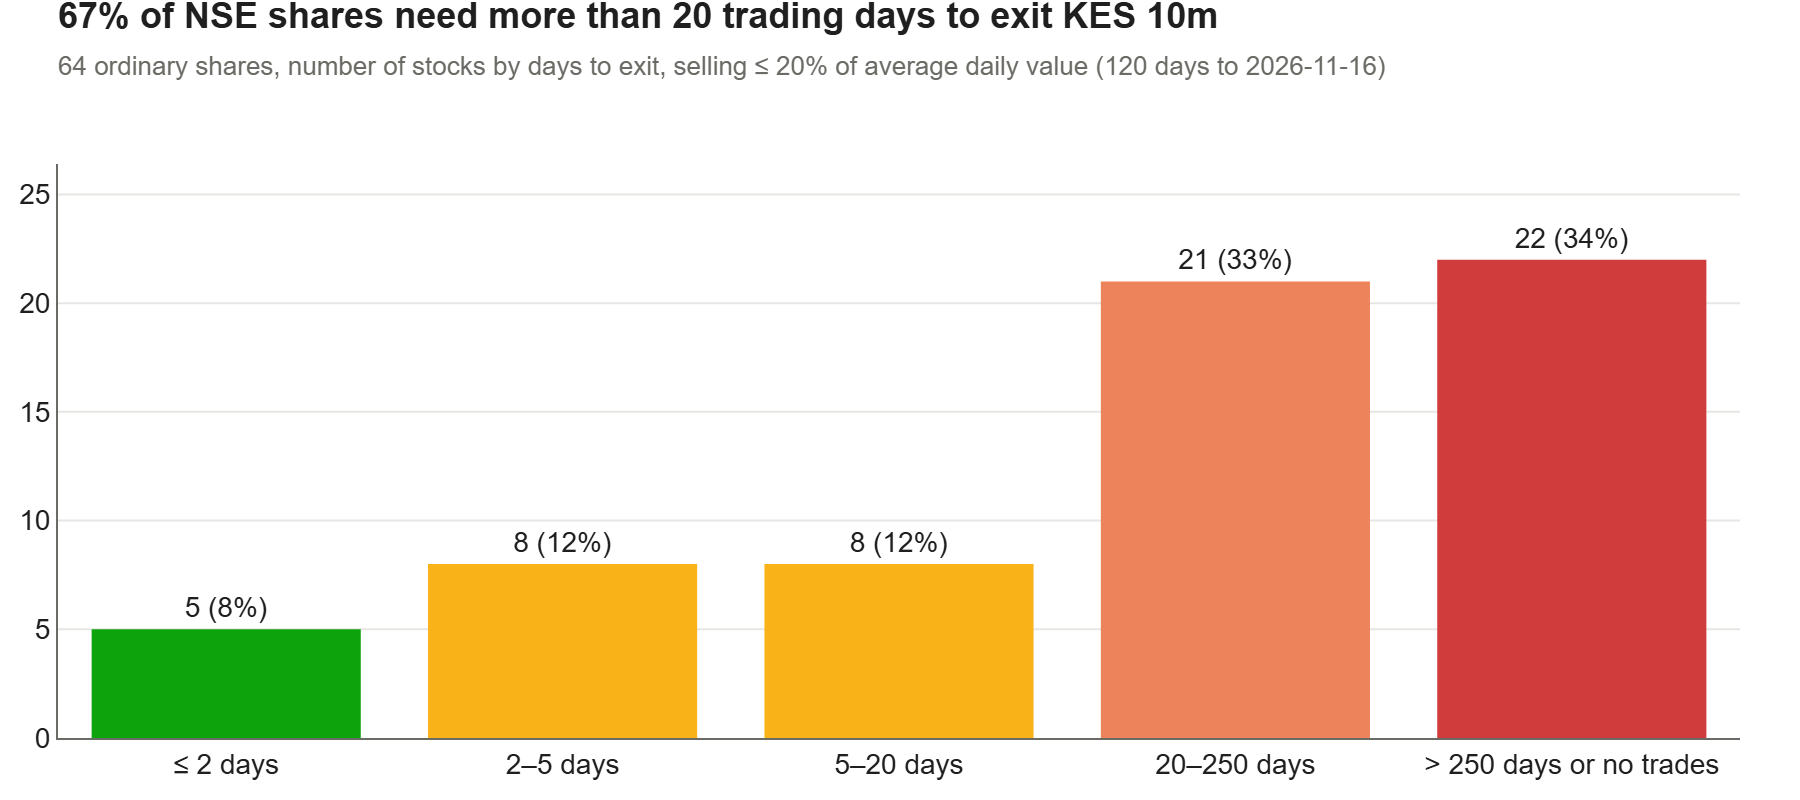 67% of NSE shares need more than 20 trading days to exit KES 10m
64 ordinary shares, number of stocks by days to exit, selling ≤ 20% of average daily value (120 days to 2026-11-16)
25
20
15
10
5
0
5 (8%)
8 (12%)
8 (12%)
21 (33%)
22 (34%)
≤ 2 days
2–5 days
5–20 days
20–250 days
> 250 days or no trades